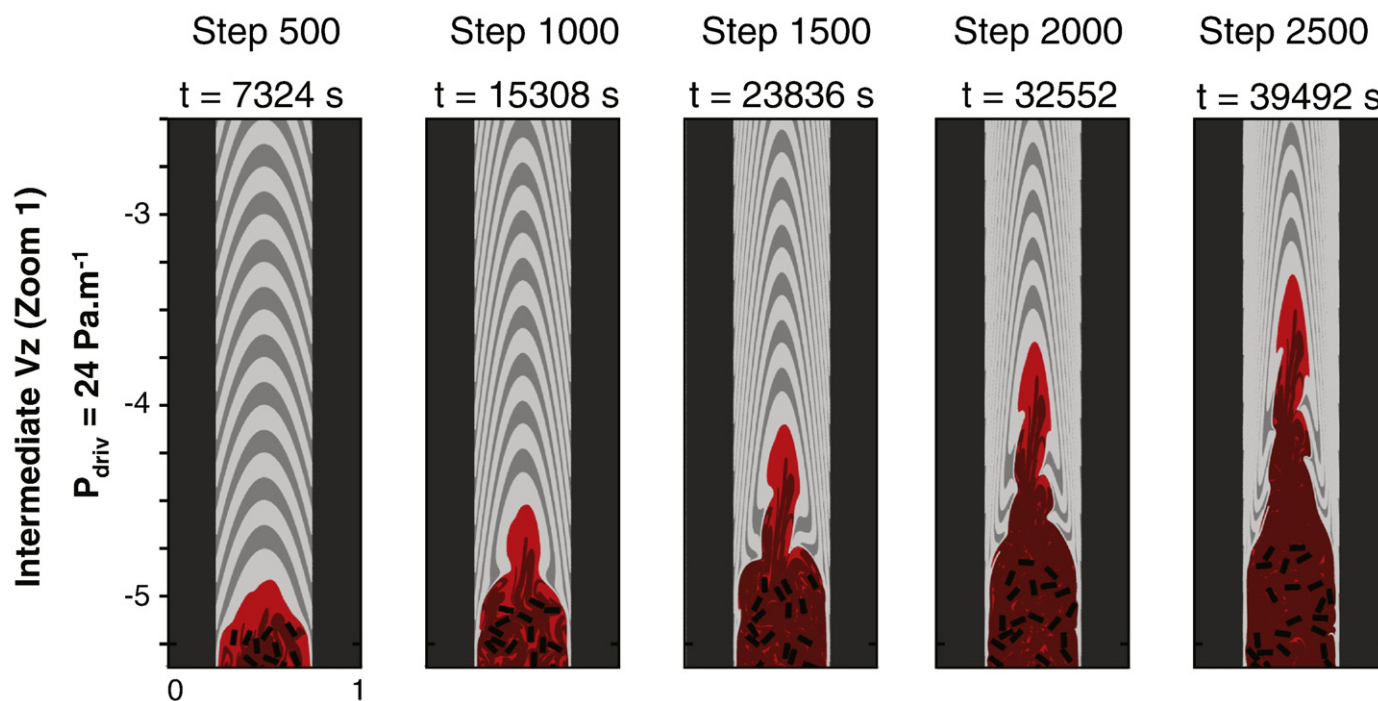 Step 500 Step 1000 Step 1500 Step 2000 Step 2500
t = 7324 s t = 15308 s t = 23836 s t = 32552 t = 39492 s
Intermediate Vz (Zoom 1)
P_driv = 24 Pa.m⁻¹
-3
-4
-5
0 1